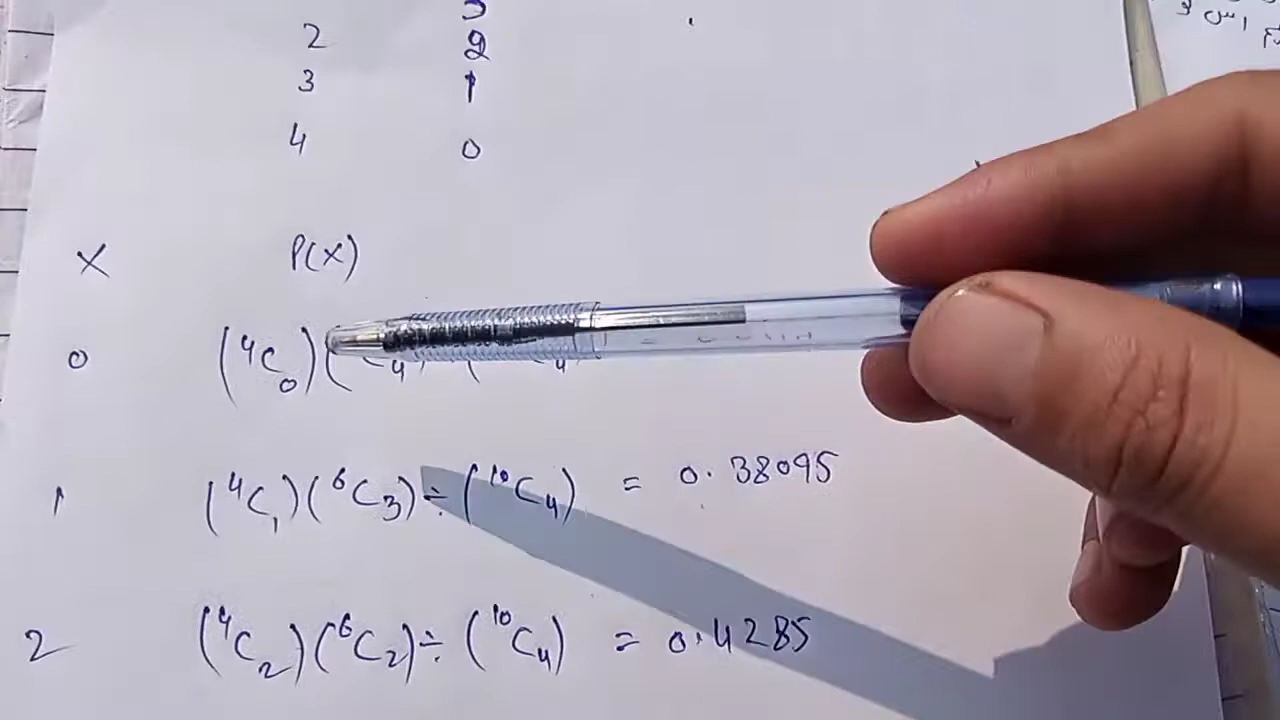 2 2
3 1
4 0
X P(X)
0 (⁴C₀)(
1 (⁴C₁)(⁶C₃)÷(¹⁰C₄) = 0.38095
2 (⁴C₂)(⁶C₂)÷(¹⁰C₄) = 0.4285